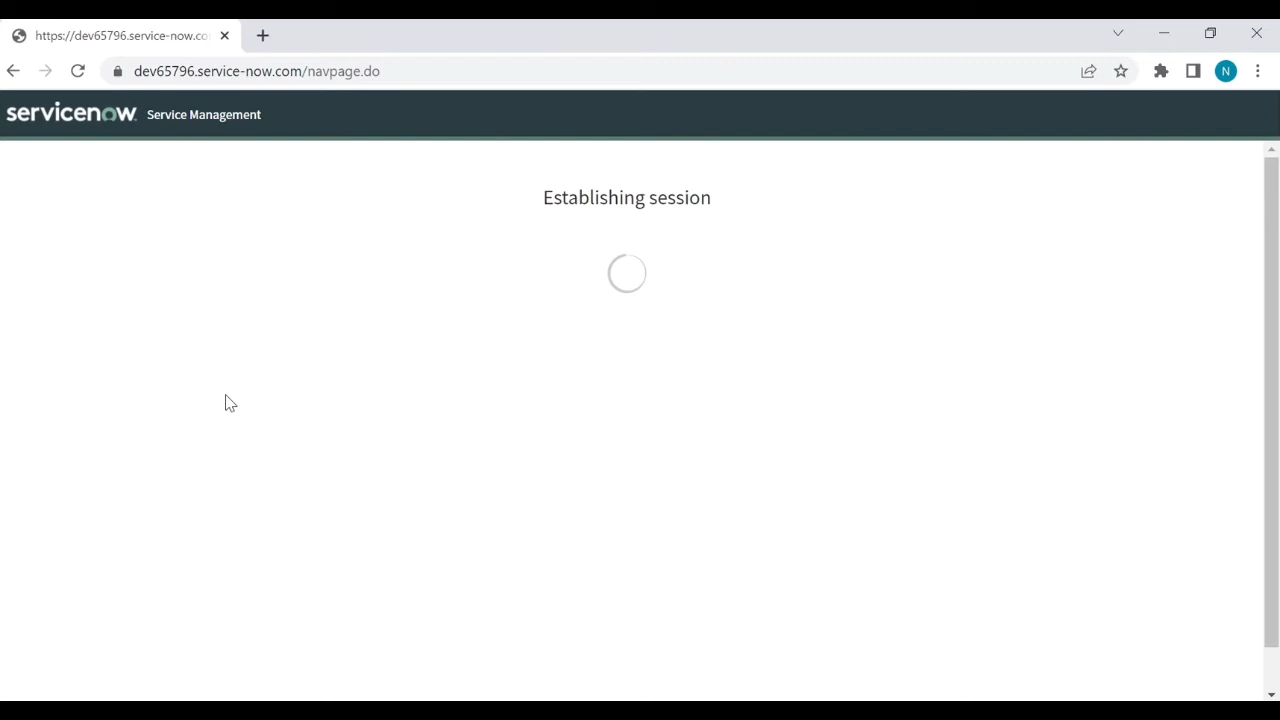 https://dev65796.service-now.co
dev65796.service-now.com/navpage.do
N
servicenow Service Management
Establishing session